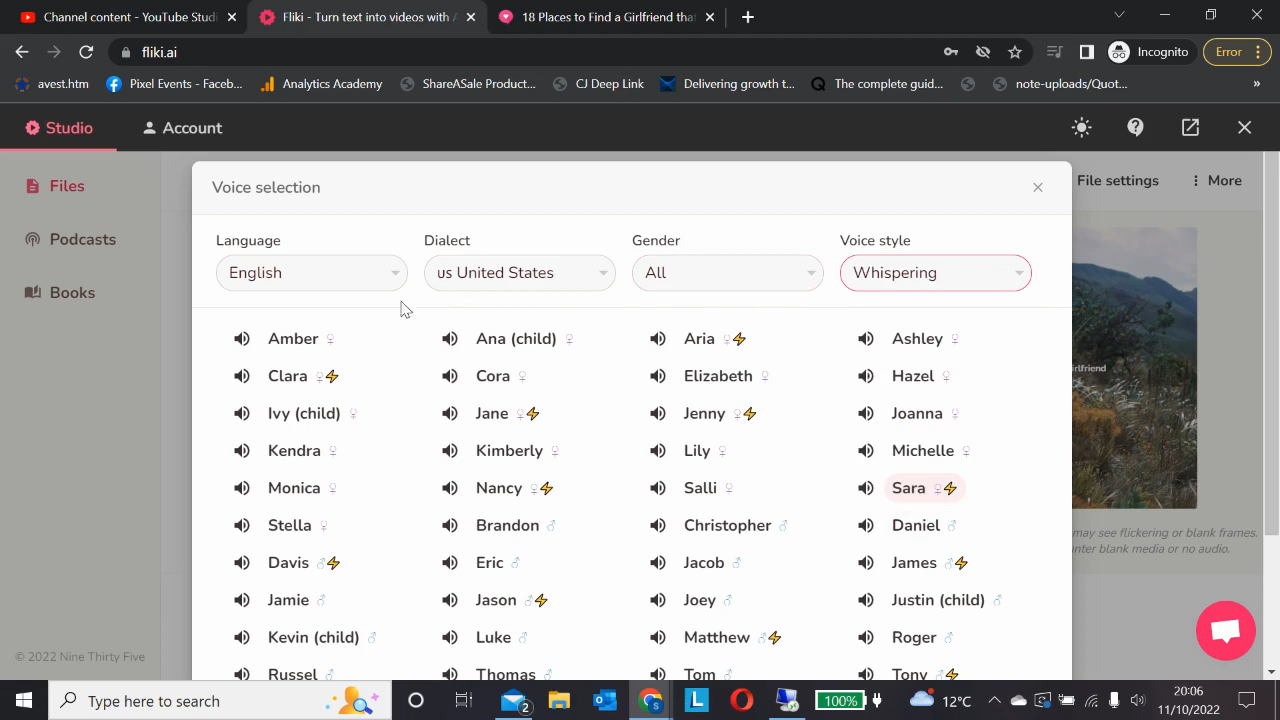 Channel content - YouTube Studi
Fliki - Turn text into videos with A
18 Places to Find a Girlfriend tha
fliki.ai
Incognito
Error
avest.htm
Pixel Events - Faceb...
Analytics Academy
ShareASale Product...
CJ Deep Link
Delivering growth t...
The complete guid...
note-uploads/Quot...
»
Studio
Account
Files
Podcasts
Books
File settings
More
Voice selection
Language
Dialect
Gender
Voice style
English
us United States
All
Whispering
Amber
Ana (child)
Aria
Ashley
Clara
Cora
Elizabeth
Hazel
Ivy (child)
Jane
Jenny
Joanna
Kendra
Kimberly
Lily
Michelle
Monica
Nancy
Salli
Sara
Stella
Brandon
Christopher
Daniel
Davis
Eric
Jacob
James
Jamie
Jason
Joey
Justin (child)
Kevin (child)
Luke
Matthew
Roger
Russel
Thomas
Tom
Tony
irlfriend
may see flickering or blank frames.
unter blank media or no audio.
© 2022 Nine Thirty Five
Type here to search
2
L
100%
12°C
20:06
11/10/2022